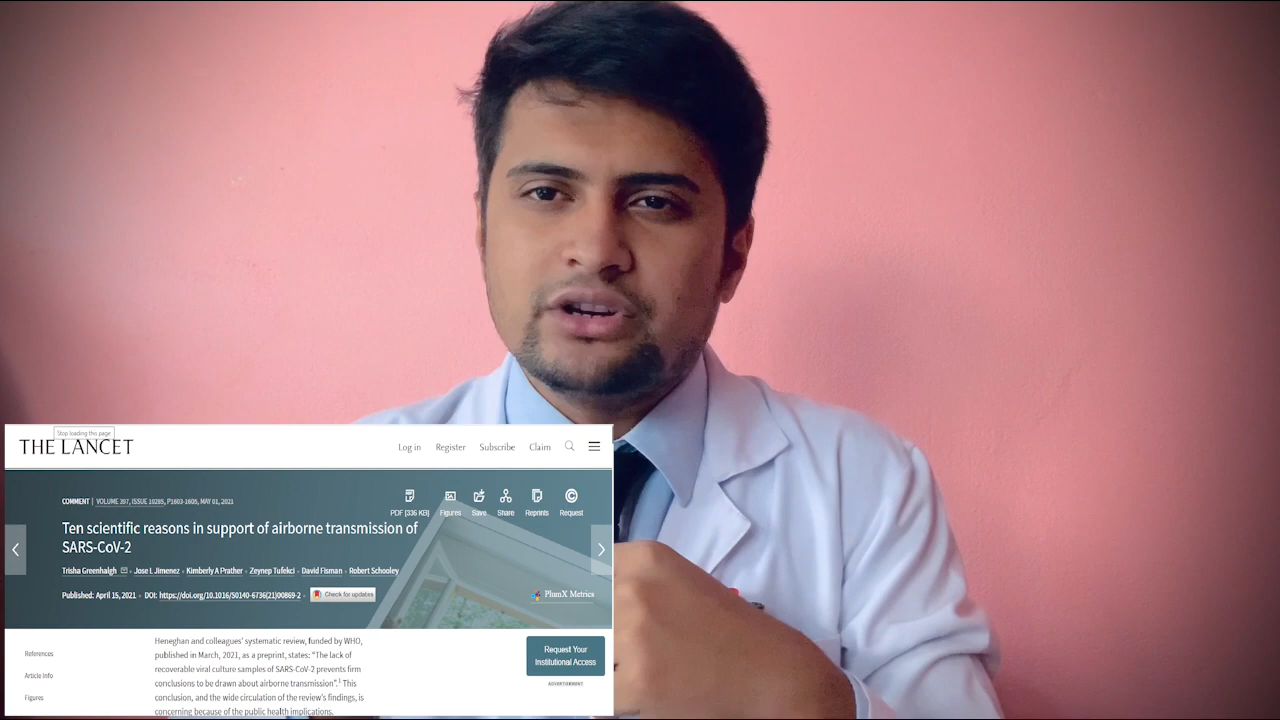 Stop loading this page
THE LANCET
Log in Register Subscribe Claim
COMMENT | VOLUME 397, ISSUE 10285, P1603-1605, MAY 01, 2021
PDF [336 KB] Figures Save Share Reprints Request
Ten scientific reasons in support of airborne transmission of
SARS-CoV-2
Trisha Greenhalgh • Jose L Jimenez • Kimberly A Prather • Zeynep Tufekci • David Fisman • Robert Schooley
Published: April 15, 2021 • DOI: https://doi.org/10.1016/S0140-6736(21)00869-2 •
Check for updates
PlumX Metrics
References
Article Info
Figures
Heneghan and colleagues' systematic review, funded by WHO,
published in March, 2021, as a preprint, states: "The lack of
recoverable viral culture samples of SARS-CoV-2 prevents firm
conclusions to be drawn about airborne transmission".1 This
conclusion, and the wide circulation of the review's findings, is
concerning because of the public health implications.
Request Your
Institutional Access
ADVERTISEMENT